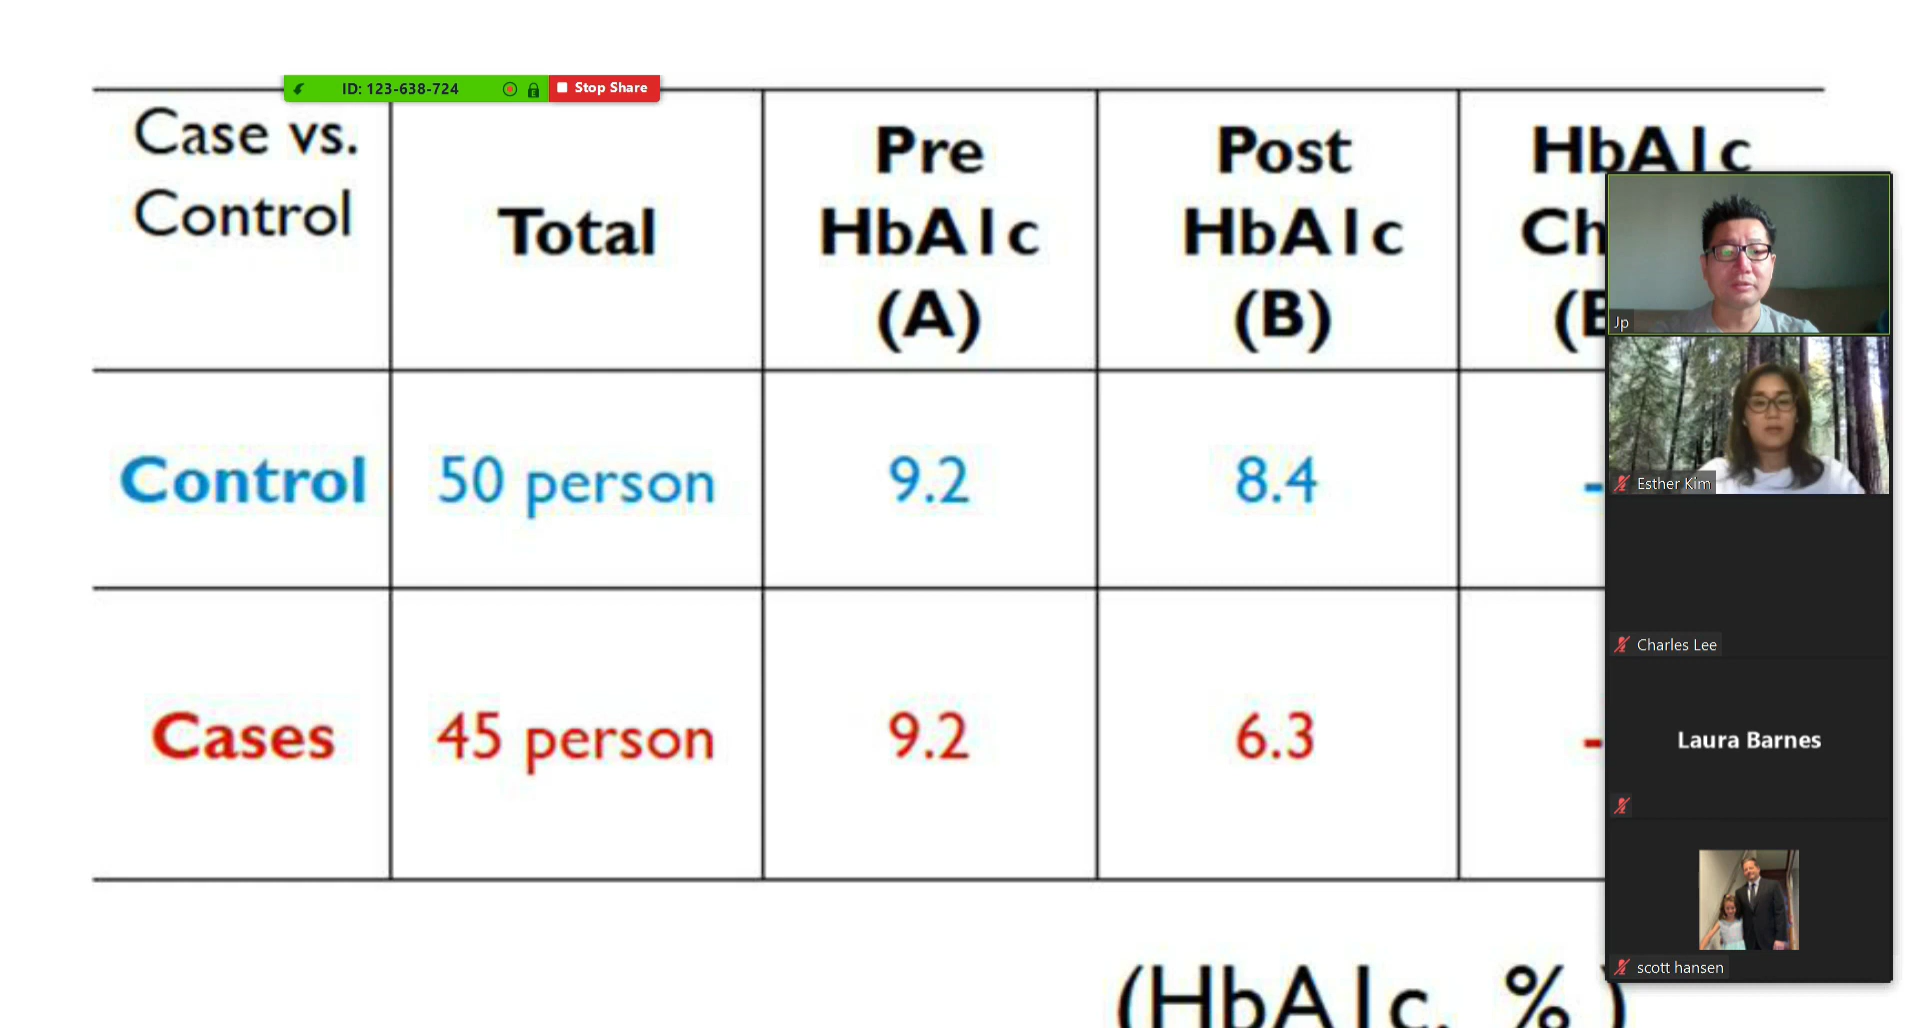 ID: 123-638-724
Stop Share
Case vs.
Control
Total
Pre
HbA1c
(A)
Post
HbA1c
(B)
HbA1c
Control
50 person
9.2
8.4
-
Cases
45 person
9.2
6.3
-
(HbA1c, %)
Jp
Esther Kim
Charles Lee
Laura Barnes
scott hansen